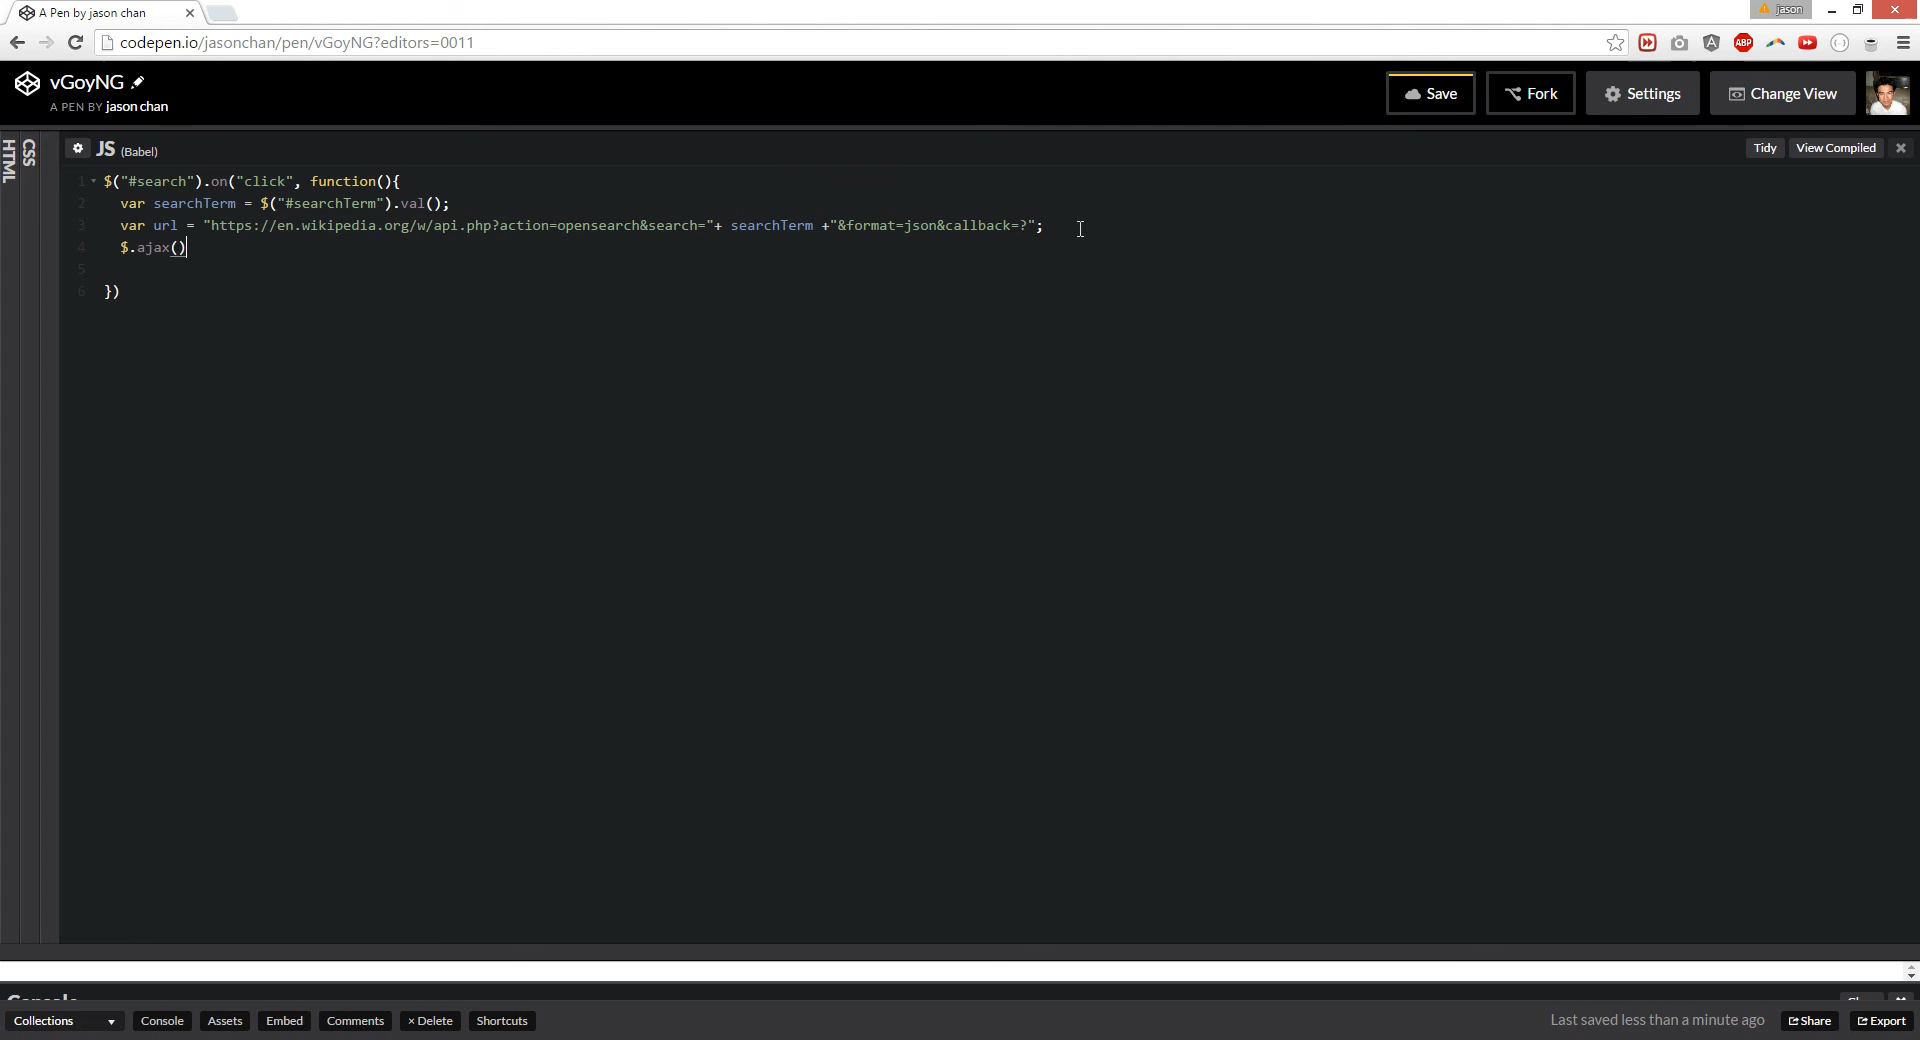 A Pen by jason chan
jason
codepen.io/jasonchan/pen/vGoyNG?editors=0011
ABP
vGoyNG
A PEN BY jason chan
Save
Fork
Settings
Change View
HTML
CSS
JS (Babel)
Tidy
View Compiled
1 $("#search").on("click", function(){
2 var searchTerm = $("#searchTerm").val();
3 var url = "https://en.wikipedia.org/w/api.php?action=opensearch&search="+ searchTerm +"&format=json&callback=?";
4 $.ajax()
5
6 })
Console
Collections
Console
Assets
Embed
Comments
× Delete
Shortcuts
Last saved less than a minute ago
Share
Export